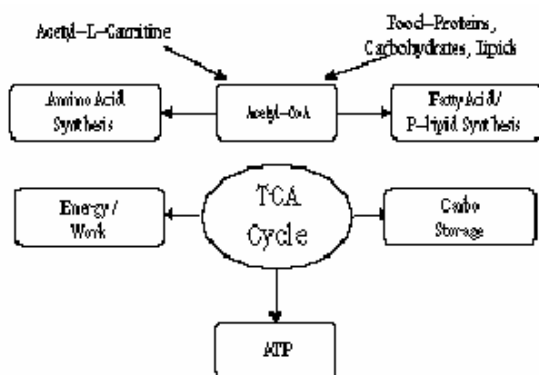 Acetyl-L-Carnitine
Food-Proteins,
Carbohydrates, Lipids
Amino Acid
Synthesis
Acetyl-CoA
Fatty Acid/
P-lipid Synthesis
Energy /
Work
TCA
Cycle
Carbo
Storage
ATP